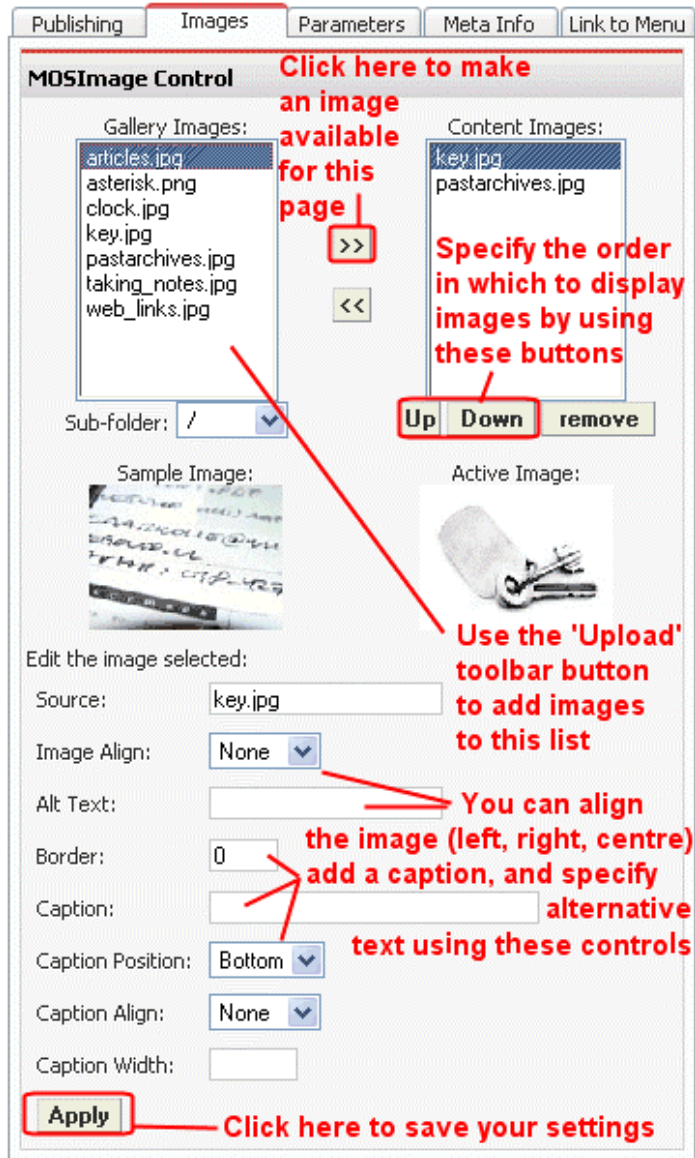 Publishing Images Parameters Meta Info Link to Menu
MOSImage Control
Click here to make
an image
available
for this
page
Gallery Images:
articles.jpg
asterisk.png
clock.jpg
key.jpg
pastarchives.jpg
taking_notes.jpg
web_links.jpg
>>
<<
Content Images:
key.jpg
pastarchives.jpg
Specify the order
in which to display
images by using
these buttons
Sub-folder: /
Up Down remove
Sample Image:
Active Image:
Use the 'Upload'
toolbar button
to add images
to this list
Edit the image selected:
Source: key.jpg
Image Align: None
Alt Text:
You can align
the image (left, right, centre)
add a caption, and specify
alternative
text using these controls
Border: 0
Caption:
Caption Position: Bottom
Caption Align: None
Caption Width:
Apply
Click here to save your settings